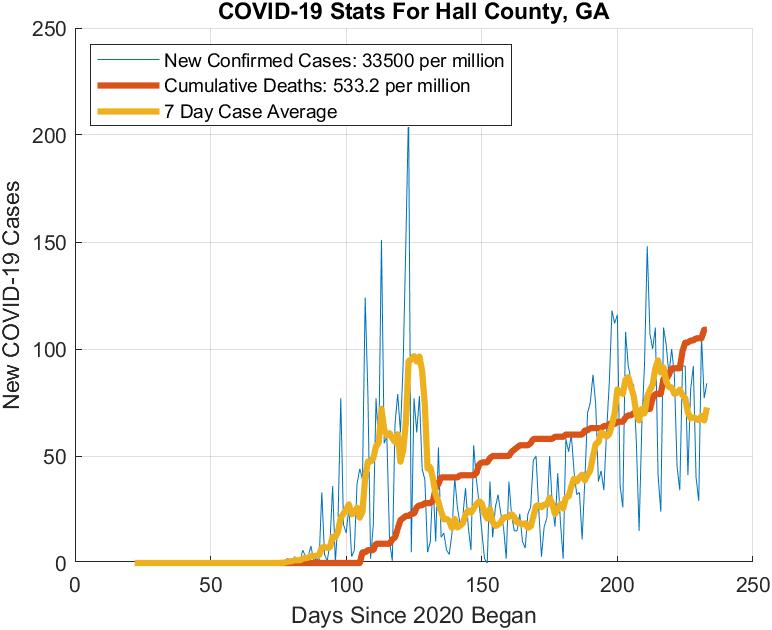 COVID-19 Stats For Hall County, GA
New Confirmed Cases: 33500 per million
Cumulative Deaths: 533.2 per million
7 Day Case Average
New COVID-19 Cases
250
200
150
100
50
0
0 50 100 150 200 250
Days Since 2020 Began